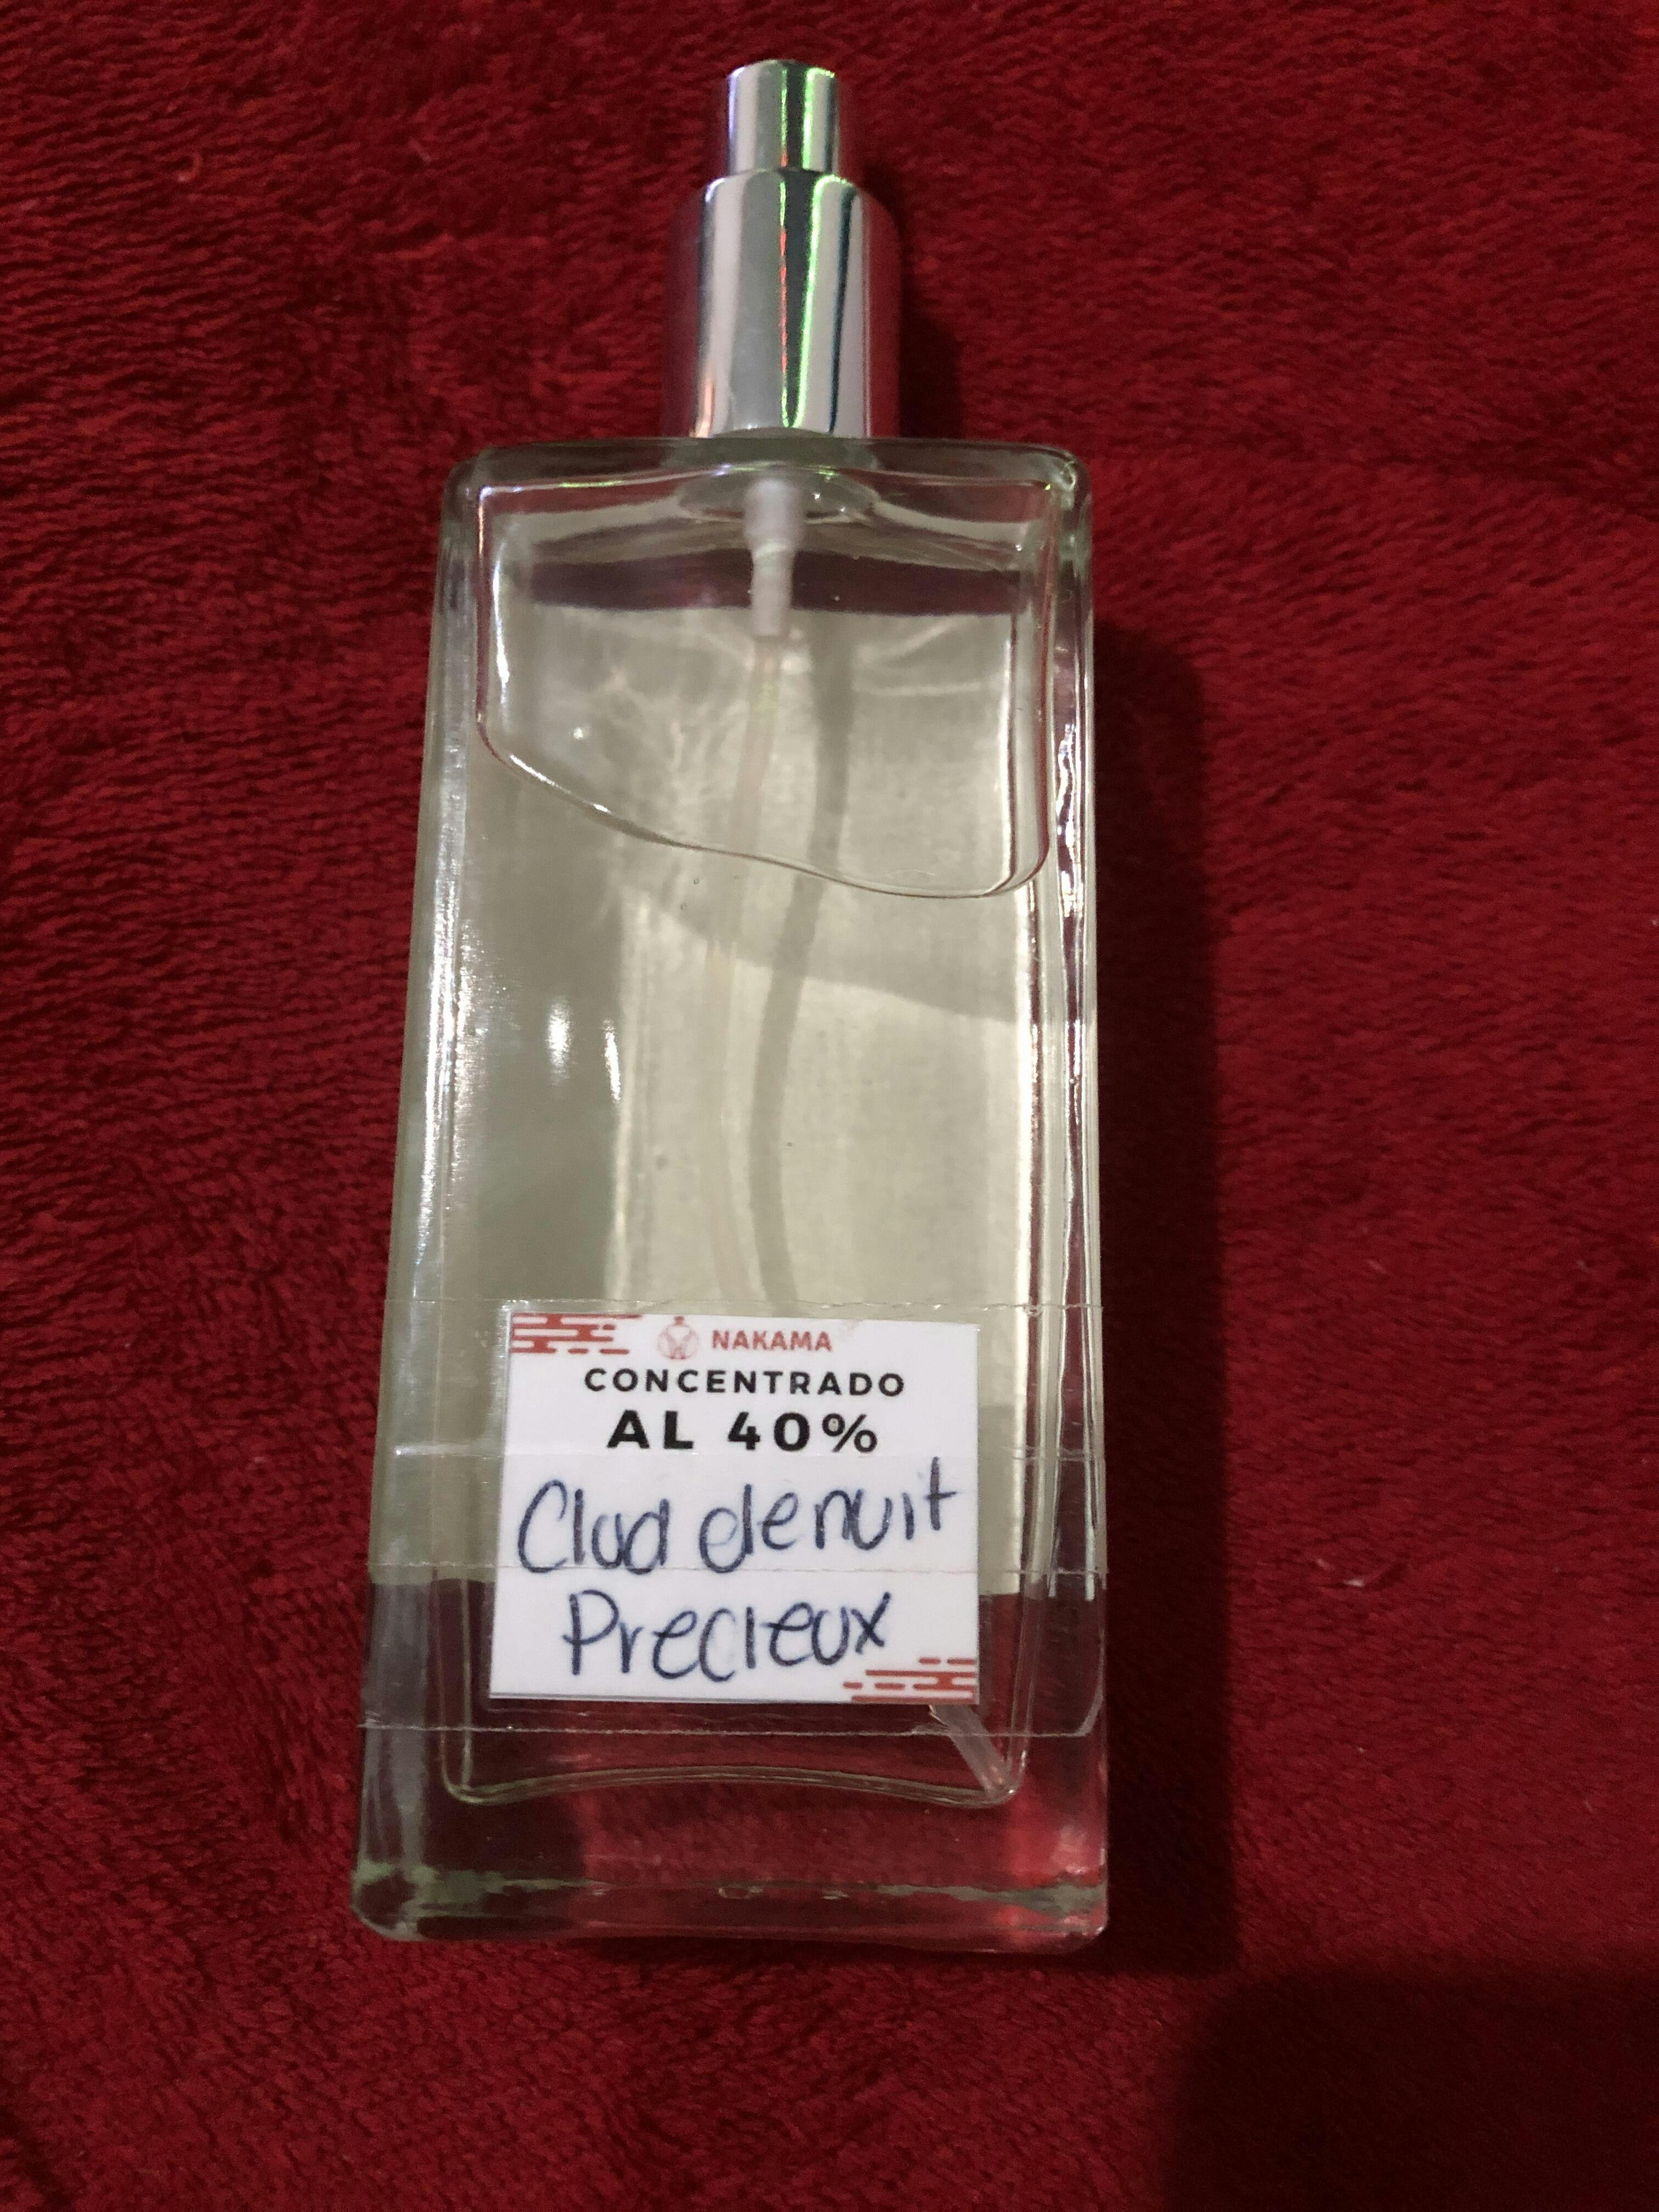 NAKAMA
CONCENTRADO
AL 40%
Clud denuit
Precieux